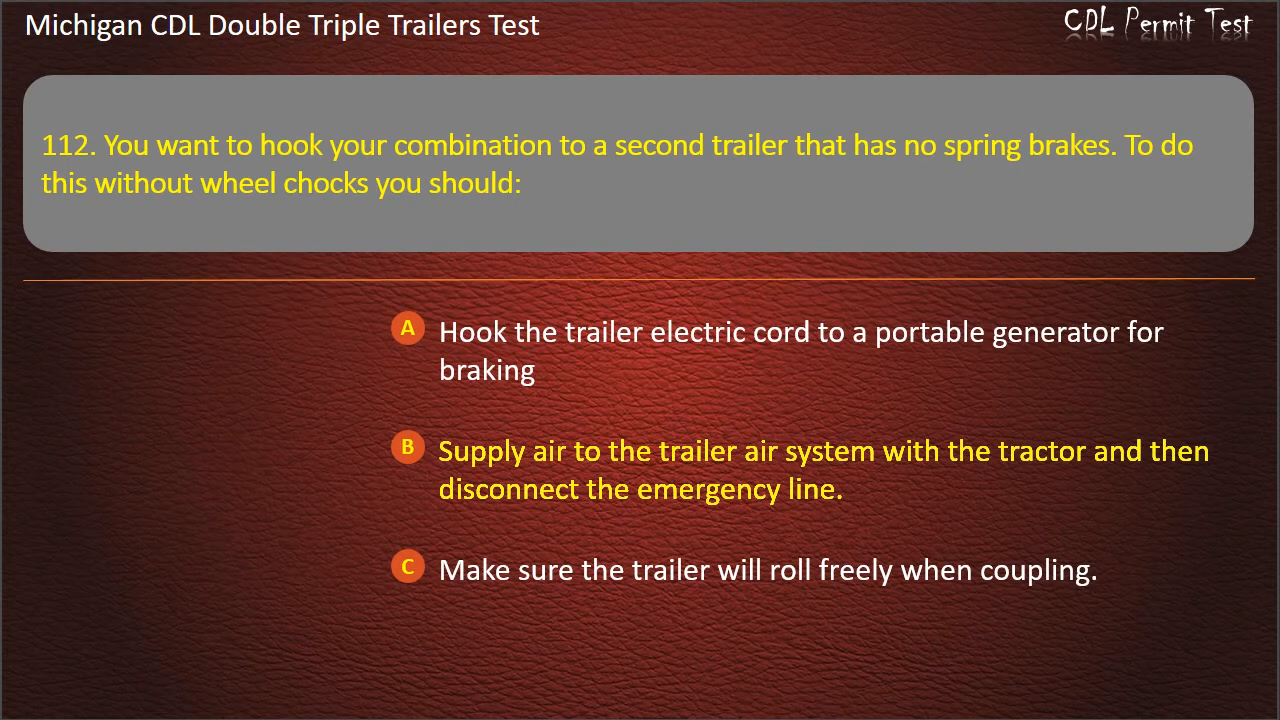 Michigan CDL Double Triple Trailers Test
CDL Permit Test
112. You want to hook your combination to a second trailer that has no spring brakes. To do
this without wheel chocks you should:
A Hook the trailer electric cord to a portable generator for
braking
B Supply air to the trailer air system with the tractor and then
disconnect the emergency line.
C Make sure the trailer will roll freely when coupling.